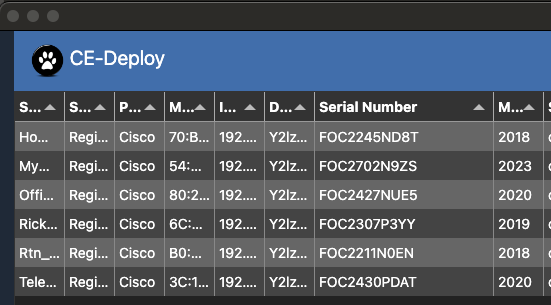 CE-Deploy
S... S... P... M... I... D... Serial Number M...
Ho... Regi... Cisco 70:B... 192.... Y2lz... FOC2245ND8T 2018
My... Regi... Cisco 54:... 192.... Y2lz... FOC2702N9ZS 2023
Offi... Regi... Cisco 80:2... 192.... Y2lz... FOC2427NUE5 2020
Rick... Regi... Cisco 6C:... 192.... Y2lz... FOC2307P3YY 2019
Rtn_... Regi... Cisco B0:... 192.... Y2lz... FOC2211N0EN 2018
Tele... Regi... Cisco 3C:1... 192.... Y2lz... FOC2430PDAT 2020